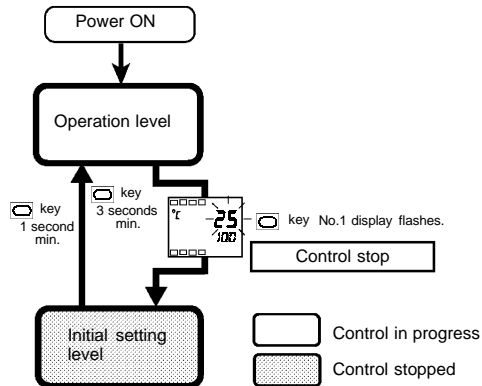 Power ON
Operation level
key
1 second
min.
key
3 seconds
min.
°C
25
100
key No.1 display flashes.
Control stop
Initial setting
level
Control in progress
Control stopped